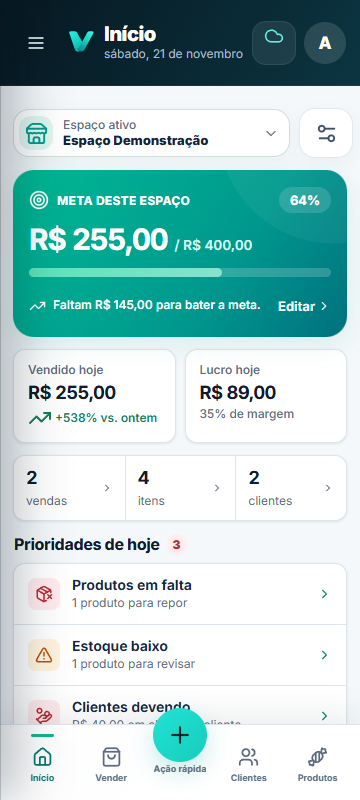 Início
sábado, 21 de novembro
A
Espaço ativo
Espaço Demonstração
META DESTE ESPAÇO
64%
R$ 255,00 / R$ 400,00
Faltam R$ 145,00 para bater a meta.
Editar
Vendido hoje
R$ 255,00
+538% vs. ontem
Lucro hoje
R$ 89,00
35% de margem
2
vendas
4
itens
2
clientes
Prioridades de hoje 3
Produtos em falta
1 produto para repor
Estoque baixo
1 produto para revisar
Clientes devendo
Início
Vender
Ação rápida
Clientes
Produtos